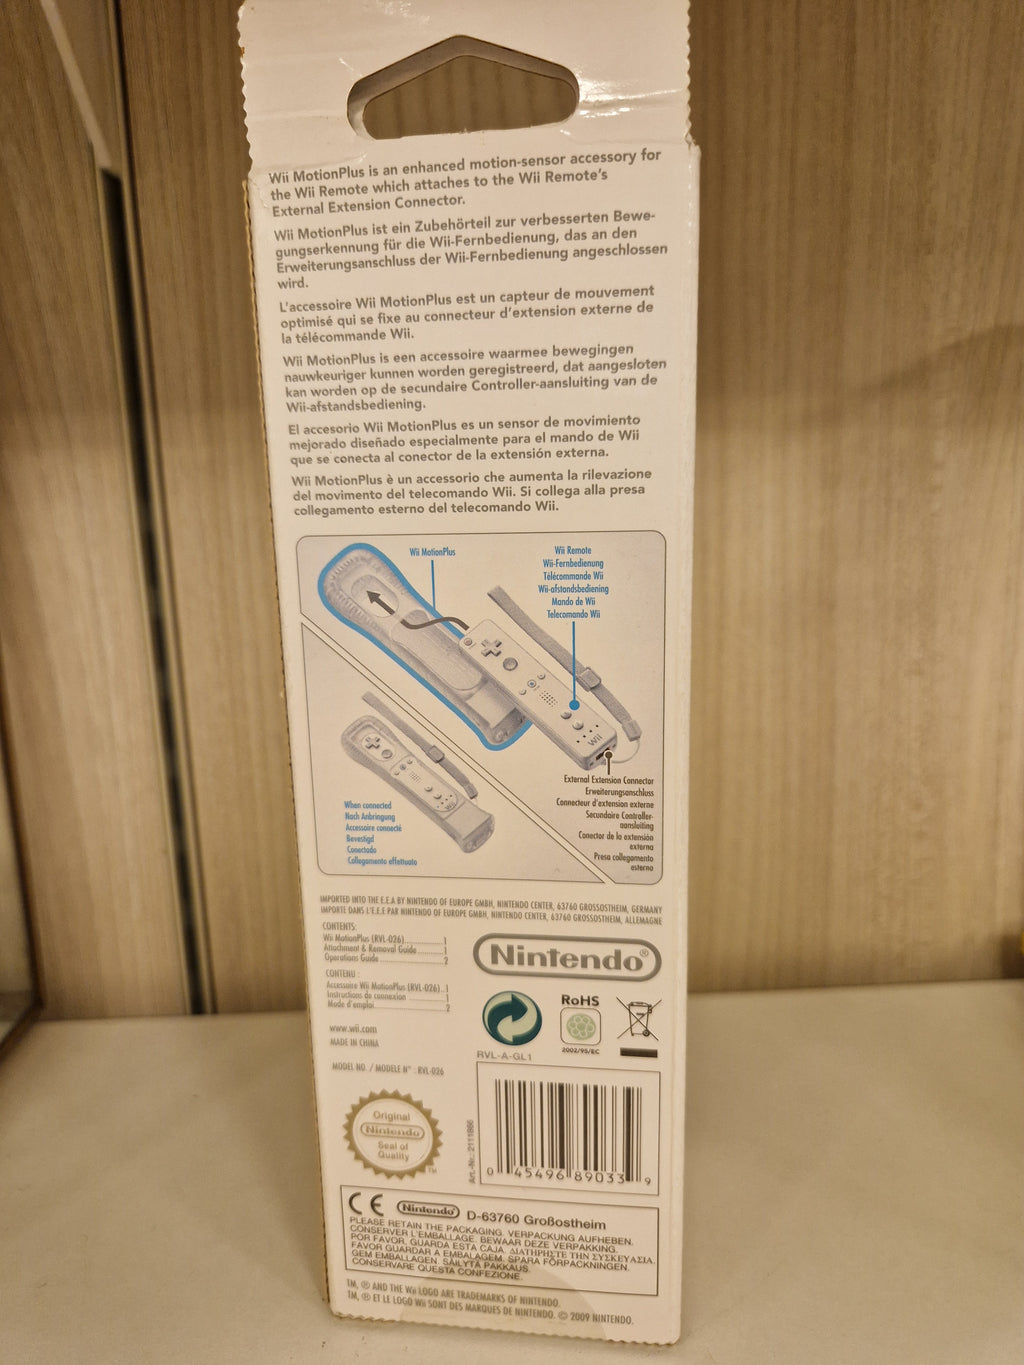 Wii MotionPlus is an enhanced motion-sensor accessory for
the Wii Remote which attaches to the Wii Remote's
External Extension Connector.
Wii MotionPlus ist ein Zubehörteil zur verbesserten Bewe-
gungserkennung für die Wii-Fernbedienung, das an den
Erweiterungsanschluss der Wii-Fernbedienung angeschlossen
wird.
L'accessoire Wii MotionPlus est un capteur de mouvement
optimisé qui se fixe au connecteur d'extension externe de
la télécommande Wii.
Wii MotionPlus is een accessoire waarmee bewegingen
nauwkeuriger kunnen worden geregistreerd, dat aangesloten
kan worden op de secundaire Controller-aansluiting van de
Wii-afstandsbediening.
El accesorio Wii MotionPlus es un sensor de movimiento
mejorado diseñado especialmente para el mando de Wii
que se conecta al conector de la extensión externa.
Wii MotionPlus è un accessorio che aumenta la rilevazione
del movimento del telecomando Wii. Si collega alla presa
collegamento esterno del telecomando Wii.
Wii MotionPlus
Wii Remote
Wii-Fernbedienung
Télécommande Wii
Wii-afstandsbediening
Mando de Wii
Telecomando Wii
Wii
External Extension Connector
Erweiterungsanschluss
Connecteur d'extension externe
Secundaire Controller-
aansluiting
Conector de la extensión
externa
Presa collegamento
esterno
When connected
Nach Anbringung
Accessoire connecté
Bevestigd
Conectado
Collegamento effettuato
IMPORTED INTO THE E.E.A BY NINTENDO OF EUROPE GMBH, NINTENDO CENTER, 63760 GROSSOSTHEIM, GERMANY
IMPORTE DANS L'E.E.E PAR NINTENDO OF EUROPE GMBH, NINTENDO CENTER, 63760 GROSSOSTHEIM, ALLEMAGNE
CONTENTS:
Wii MotionPlus (RVL-026)..............1
Attachment & Removal Guide..........1
Operations Guide........................2
CONTENU :
Accessoire Wii MotionPlus (RVL-026)..1
Instructions de connexion..............1
Mode d'emploi..........................2
www.wii.com
MADE IN CHINA
MODEL NO. / MODELE N° : RVL-026
Nintendo®
RoHS
2002/95/EC
RVL-A-GL1
Original
Nintendo
Seal of
Quality
TM
Art.-Nr.: 2111866
0 45496 89033 9
CE Nintendo® D-63760 Großostheim
PLEASE RETAIN THE PACKAGING. VERPACKUNG AUFHEBEN.
CONSERVER L'EMBALLAGE. BEWAAR DEZE VERPAKKING.
POR FAVOR, GUARDA ESTA CAJA. ΔΙΑΤΗΡΗΣΤΕ ΤΗΝ ΣΥΣΚΕΥΑΣΙΑ.
FAVOR GUARDAR A EMBALAGEM. SPARA FÖRPACKNINGEN.
GEM EMBALLAGEN. SÄILYTÄ PAKKAUS.
CONSERVARE QUESTA CONFEZIONE.
TM, ® AND THE Wii LOGO ARE TRADEMARKS OF NINTENDO.
TM, ® ET LE LOGO Wii SONT DES MARQUES DE NINTENDO. © 2009 NINTENDO.